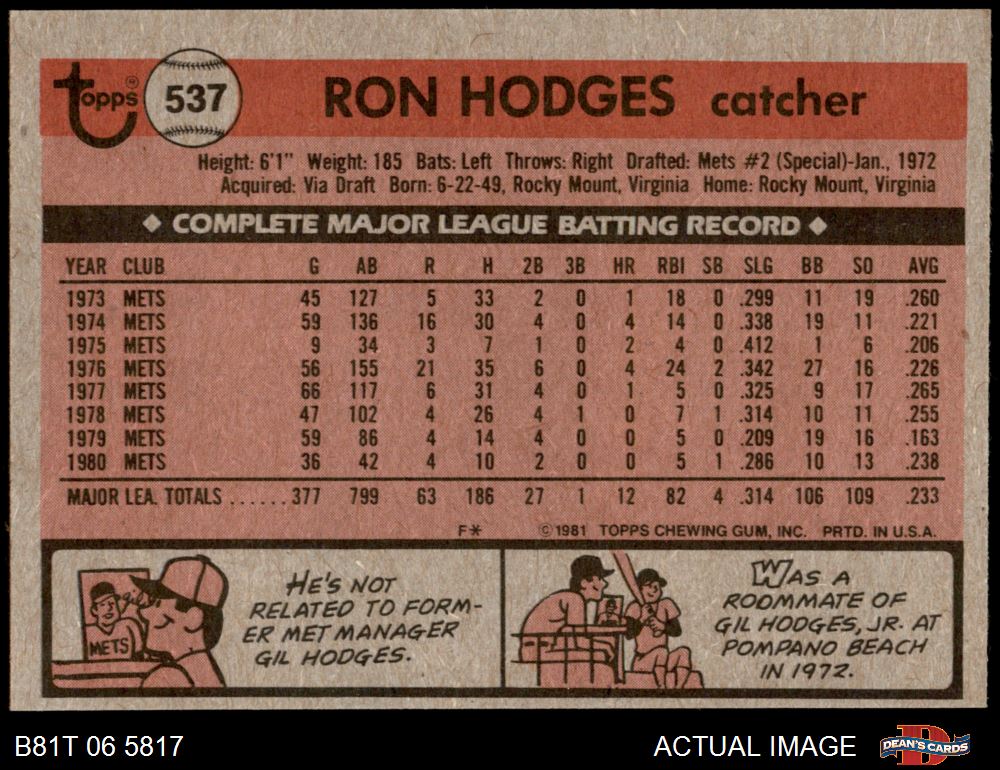 Topps®
537
RON HODGES catcher
Height: 6'1" Weight: 185 Bats: Left Throws: Right Drafted: Mets #2 (Special)-Jan., 1972
Acquired: Via Draft Born: 6-22-49, Rocky Mount, Virginia Home: Rocky Mount, Virginia
◆ COMPLETE MAJOR LEAGUE BATTING RECORD ◆
YEAR CLUB G AB R H 2B 3B HR RBI SB SLG BB SO AVG
1973 METS 45 127 5 33 2 0 1 18 0 .299 11 19 .260
1974 METS 59 136 16 30 4 0 4 14 0 .338 19 11 .221
1975 METS 9 34 3 7 1 0 2 4 0 .412 1 6 .206
1976 METS 56 155 21 35 6 0 4 24 2 .342 27 16 .226
1977 METS 66 117 6 31 4 0 1 5 0 .325 9 17 .265
1978 METS 47 102 4 26 4 1 0 7 1 .314 10 11 .255
1979 METS 59 86 4 14 4 0 0 5 0 .209 19 16 .163
1980 METS 36 42 4 10 2 0 0 5 1 .286 10 13 .238
MAJOR LEA. TOTALS ...... 377 799 63 186 27 1 12 82 4 .314 106 109 .233
F* ©1981 TOPPS CHEWING GUM, INC. PRTD. IN U.S.A.
METS
HE'S NOT
RELATED TO FORM-
ER MET MANAGER
GIL HODGES.
WAS A
ROOMMATE OF
GIL HODGES, JR. AT
POMPANO BEACH
IN 1972.
B81T 06 5817
ACTUAL IMAGE
DEAN'S CARDS